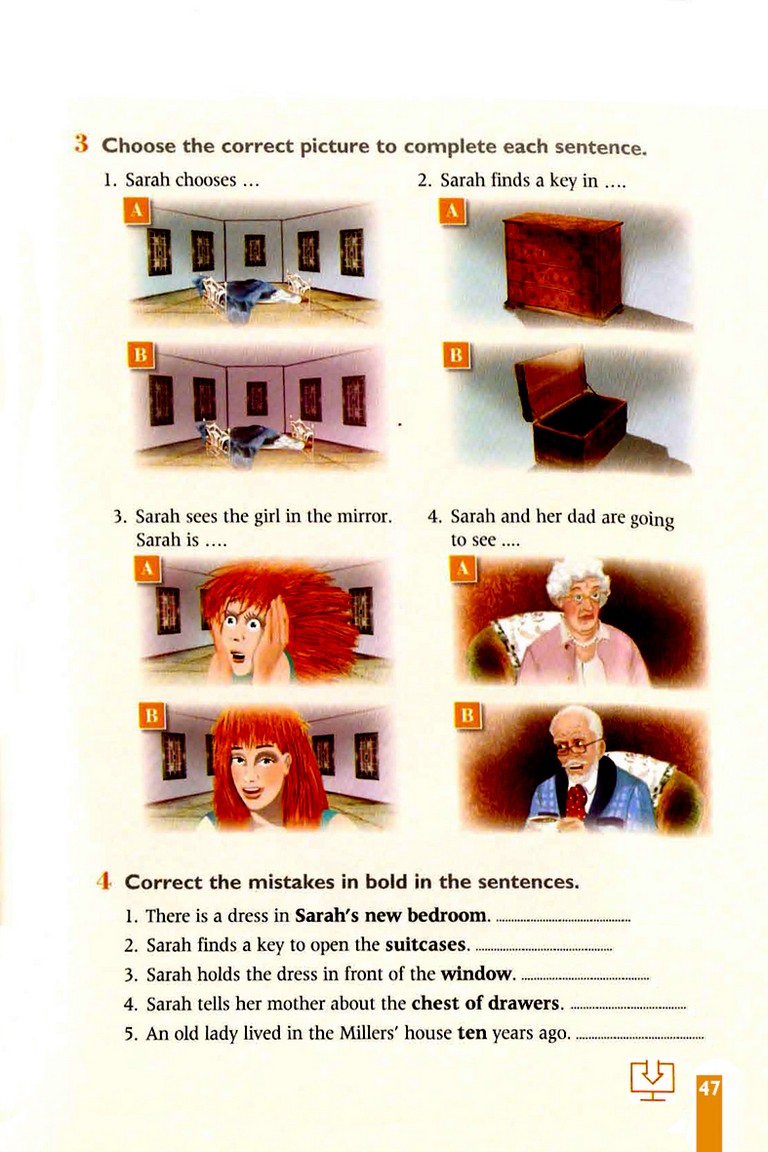 3 Choose the correct picture to complete each sentence.
1. Sarah chooses ...
A
B
2. Sarah finds a key in ....
A
B
3. Sarah sees the girl in the mirror.
Sarah is ....
A
B
4. Sarah and her dad are going
to see ....
A
B
4 Correct the mistakes in bold in the sentences.
1. There is a dress in Sarah's new bedroom. ............................................
2. Sarah finds a key to open the suitcases. ............................................
3. Sarah holds the dress in front of the window. ..........................................
4. Sarah tells her mother about the chest of drawers. ......................................
5. An old lady lived in the Millers' house ten years ago. ..........................................
47